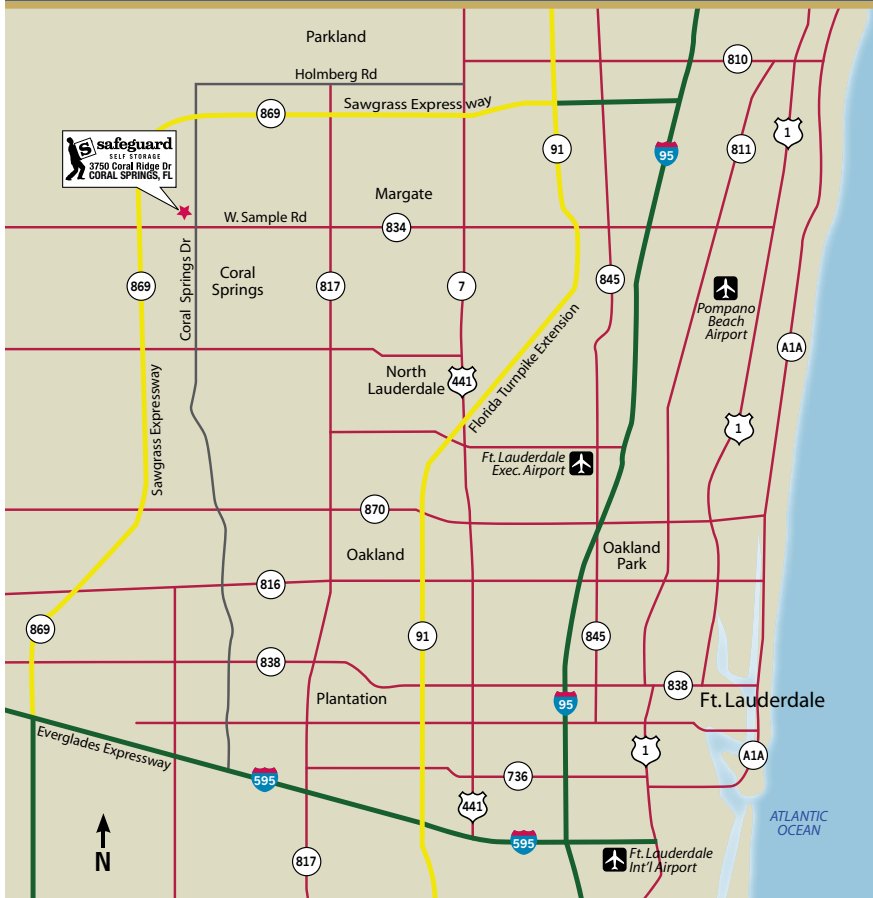 Parkland
810
Holmberg Rd
869
Sawgrass Expressway
1
S safeguard
SELF STORAGE
3750 Coral Ridge Dr
CORAL SPRINGS, FL
91
95
811
Margate
W. Sample Rd
834
Coral Springs Dr
869
Coral
Springs
817
7
845
Pompano
Beach
Airport
A1A
North
Lauderdale
441
Florida Turnpike Extension
1
Sawgrass Expressway
Ft. Lauderdale
Exec. Airport
870
Oakland
Oakland
Park
816
869
91
845
838
838
Plantation
95
Ft. Lauderdale
Everglades Expressway
1
A1A
595
736
441
ATLANTIC
OCEAN
N
817
595
Ft. Lauderdale
Int'l Airport